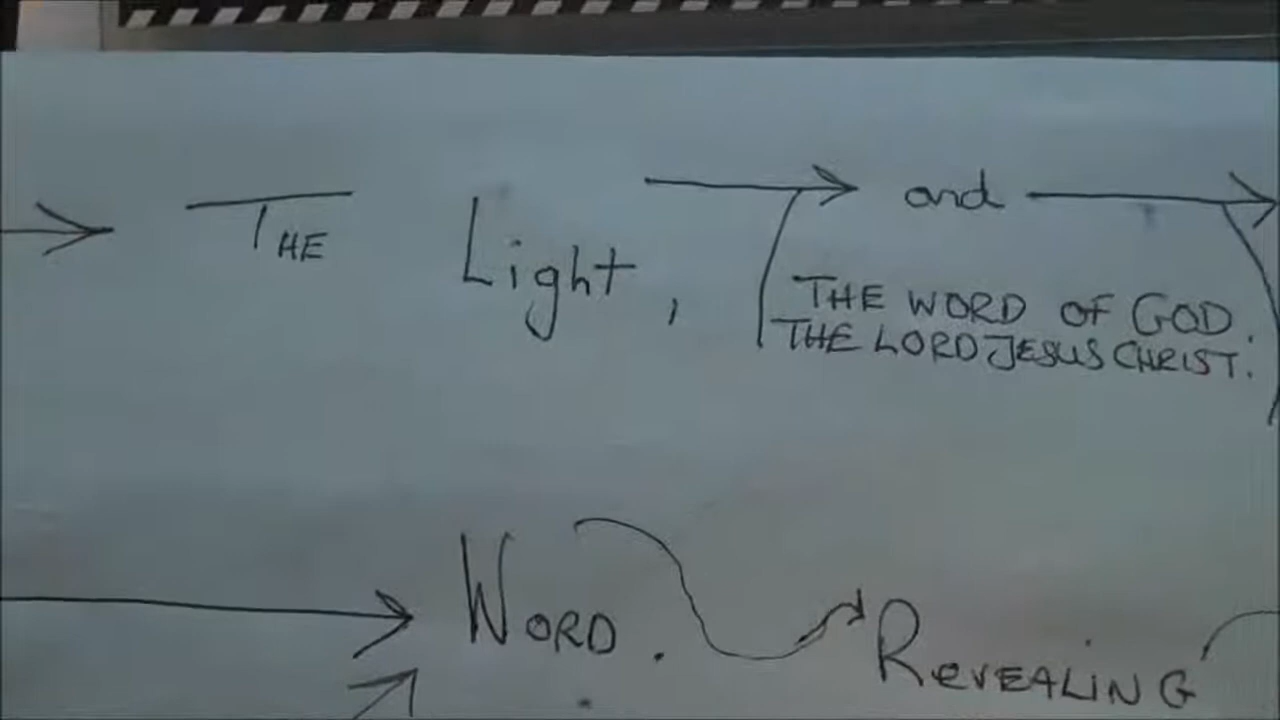 THE Light, and
THE WORD OF GOD.
THE LORD JESUS CHRIST.
WORD. REVEALING